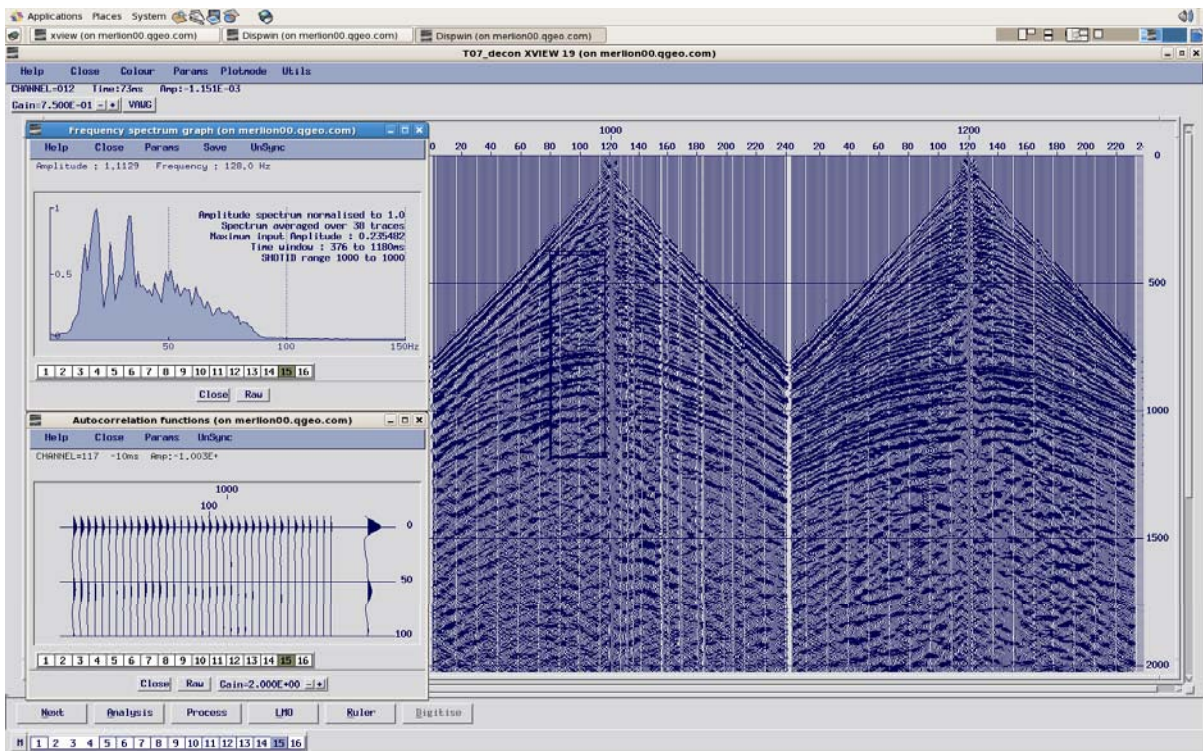 Applications Places System
xview (on merlion00.qgeo.com) Dispwin (on merlion00.qgeo.com) Dispwin (on merlion00.qgeo.com)
T07_decon XVIEW 19 (on merlion00.qgeo.com)
Help Close Colour Params Plotmode Utils
CHANNEL=012 Time:73ms Amp:-1.151E-03
Gain=7.500E-01 - + VAWG
Frequency spectrum graph (on merlion00.qgeo.com)
Help Close Params Save UnSync
Amplitude : 1.1129 Frequency : 128.0 Hz
1
Amplitude spectrum normalised to 1.0
Spectrum averaged over 38 traces
Maximum Input Amplitude : 0.235482
Time window : 376 to 1180ms
SHOTID range 1000 to 1000
0.5
0
50 100 150Hz
1 2 3 4 5 6 7 8 9 10 11 12 13 14 15 16
Close Raw
Autocorrelation functions (on merlion00.qgeo.com)
Help Close Params UnSync
CHANNEL=117 -10ms Amp:-1.003E+
1000
100
0
50
100
1 2 3 4 5 6 7 8 9 10 11 12 13 14 15 16
Close Raw Gain=2.000E+00 - +
1000 1200
0 20 40 60 80 100 120 140 160 180 200 220 240 20 40 60 80 100 120 140 160 180 200 220 2
0
500
1000
1500
2000
Next Analysis Process LMO Ruler Digitise
M 1 2 3 4 5 6 7 8 9 10 11 12 13 14 15 16